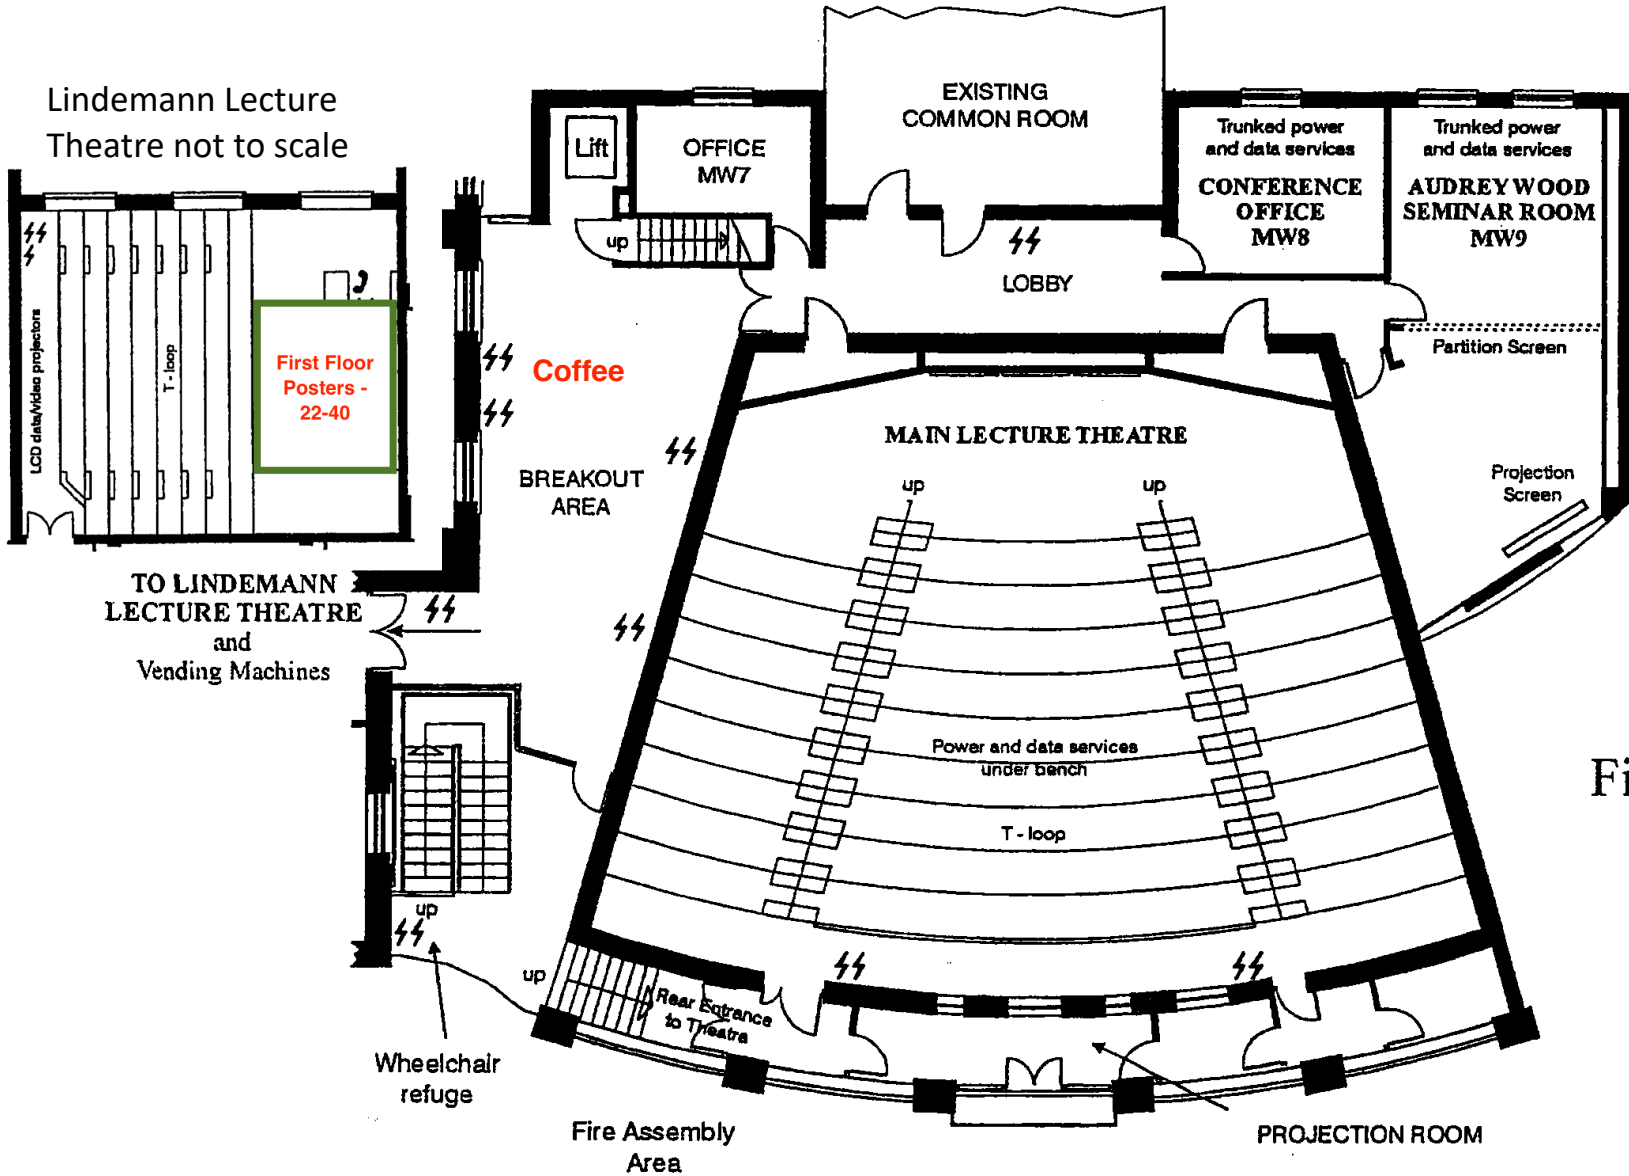 Lindemann Lecture
Theatre not to scale
EXISTING
COMMON ROOM
Lift
OFFICE
MW7
up
Trunked power
and data services
CONFERENCE
OFFICE
MW8
Trunked power
and data services
AUDREY WOOD
SEMINAR ROOM
MW9
LOBBY
Partition Screen
LCD data/video projectors
T - loop
First Floor
Posters -
22-40
Coffee
BREAKOUT
AREA
MAIN LECTURE THEATRE
up
up
Projection
Screen
TO LINDEMANN
LECTURE THEATRE
and
Vending Machines
Power and data services
under bench
T - loop
Fi
up
up
Rear Entrance
to Theatre
Wheelchair
refuge
Fire Assembly
Area
PROJECTION ROOM